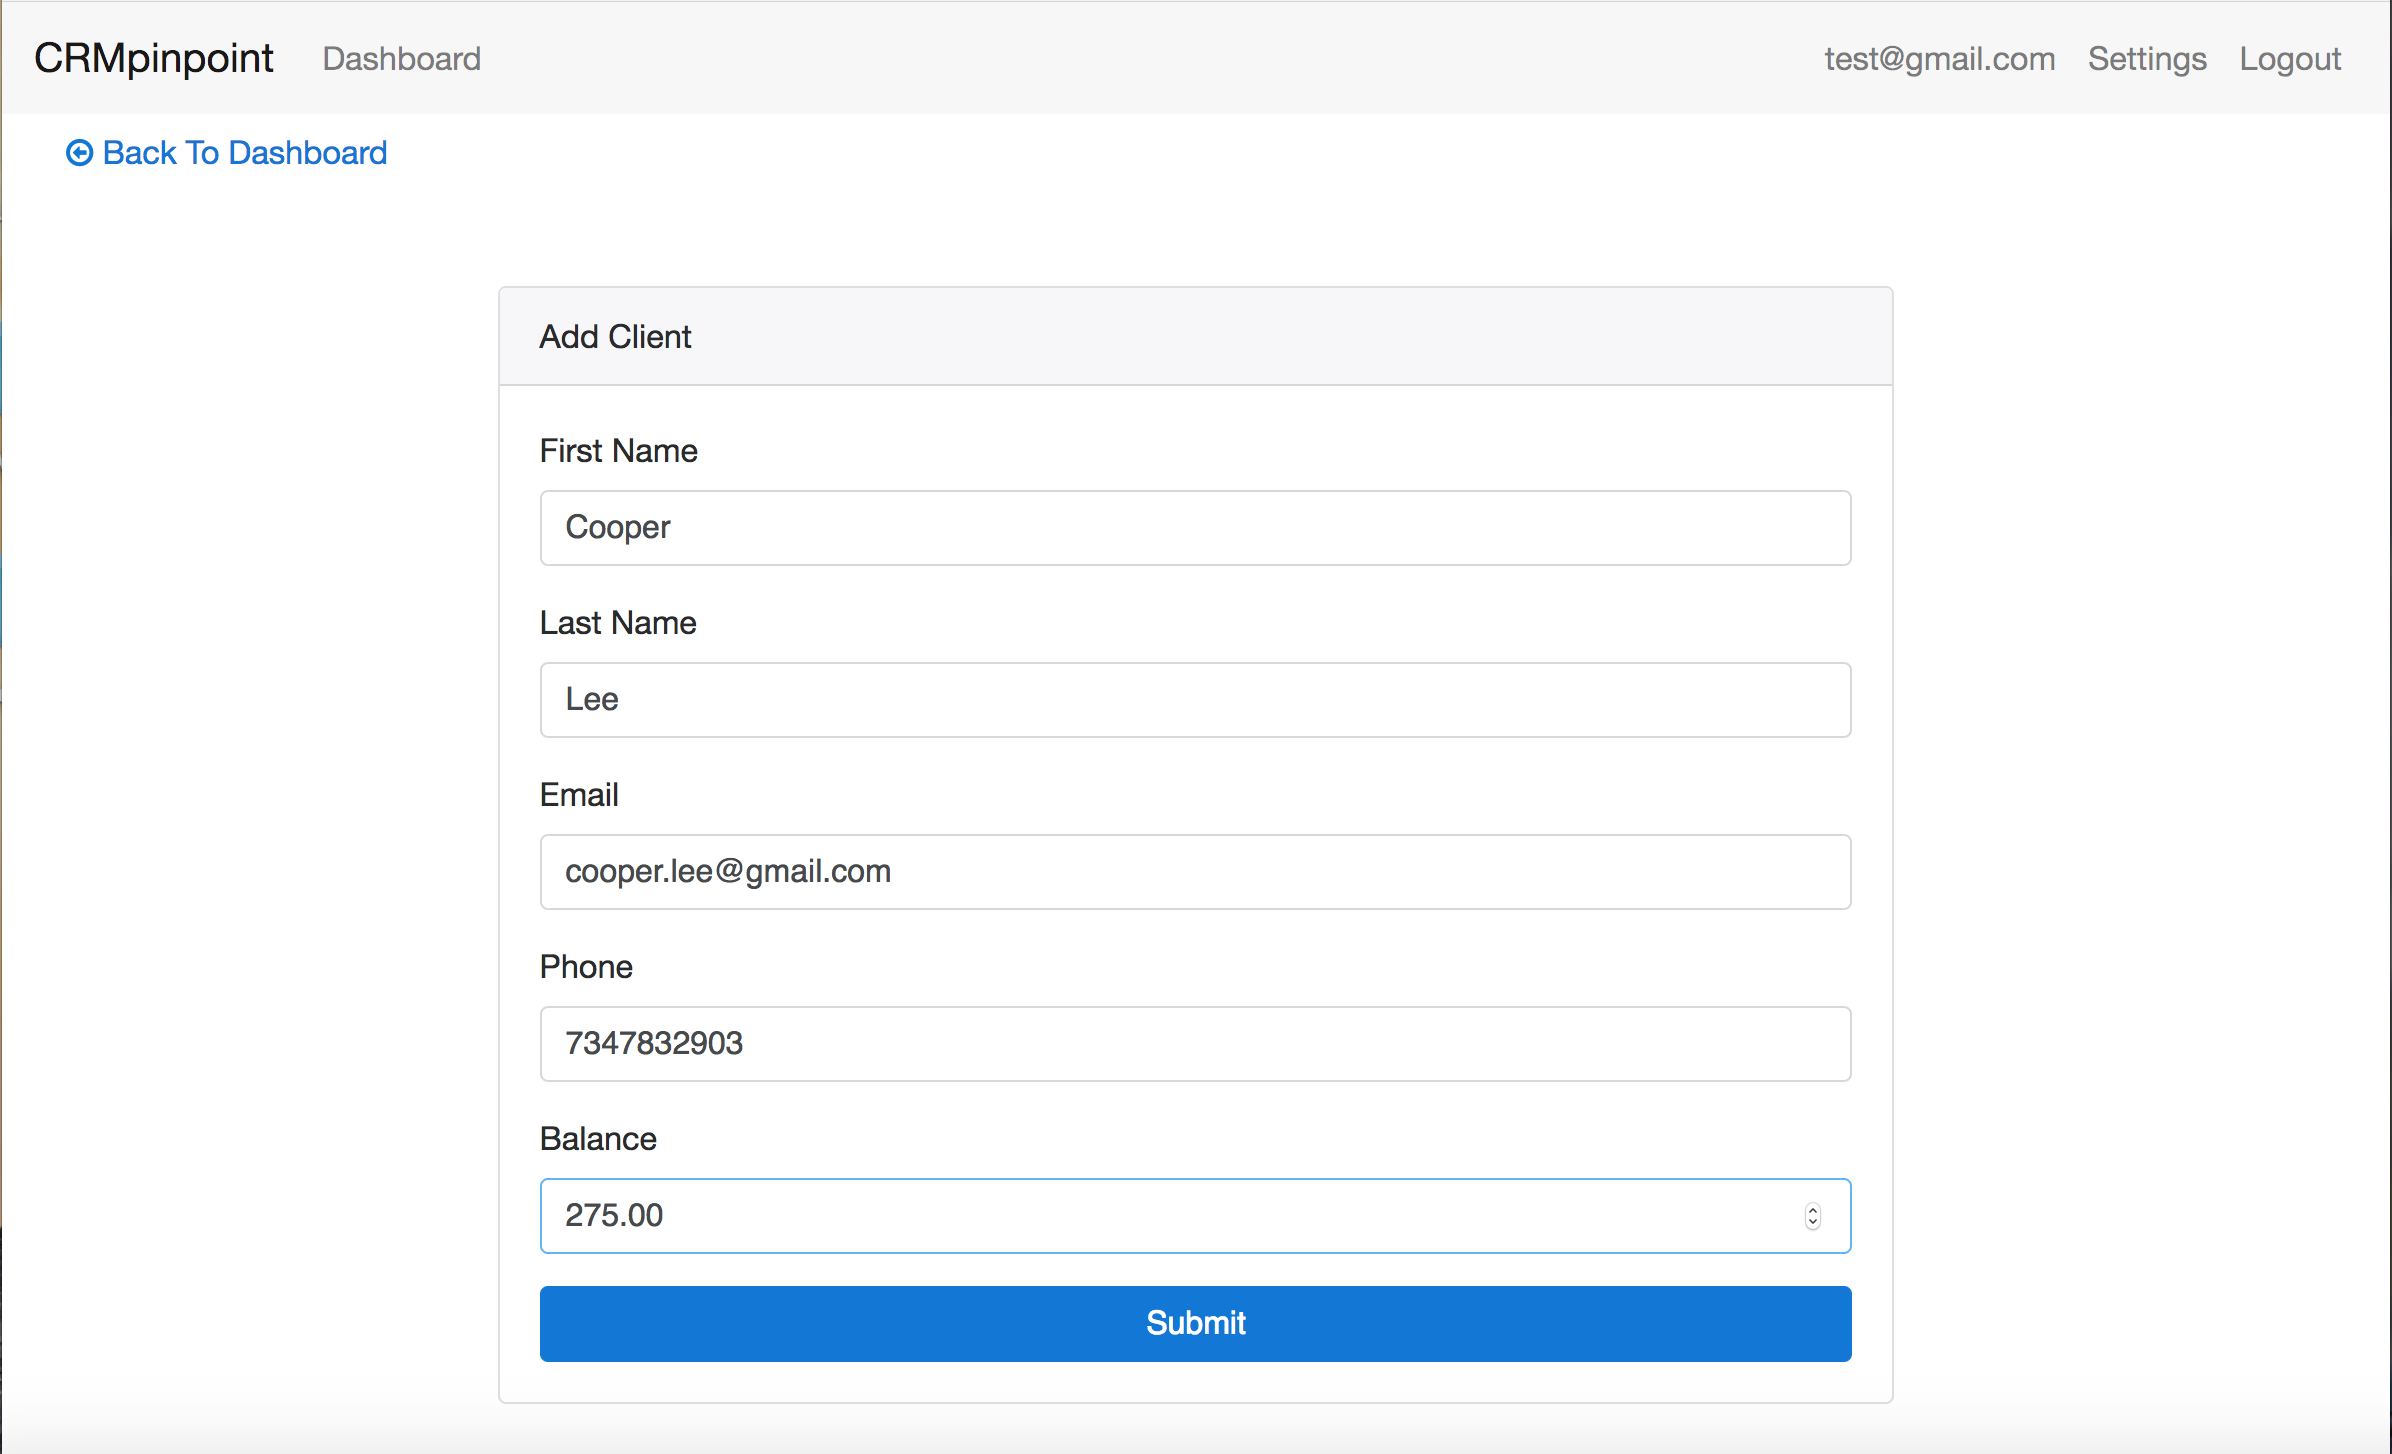 CRMpinpoint Dashboard test@gmail.com Settings Logout
Back To Dashboard
Add Client
First Name
Cooper
Last Name
Lee
Email
cooper.lee@gmail.com
Phone
7347832903
Balance
275.00
Submit